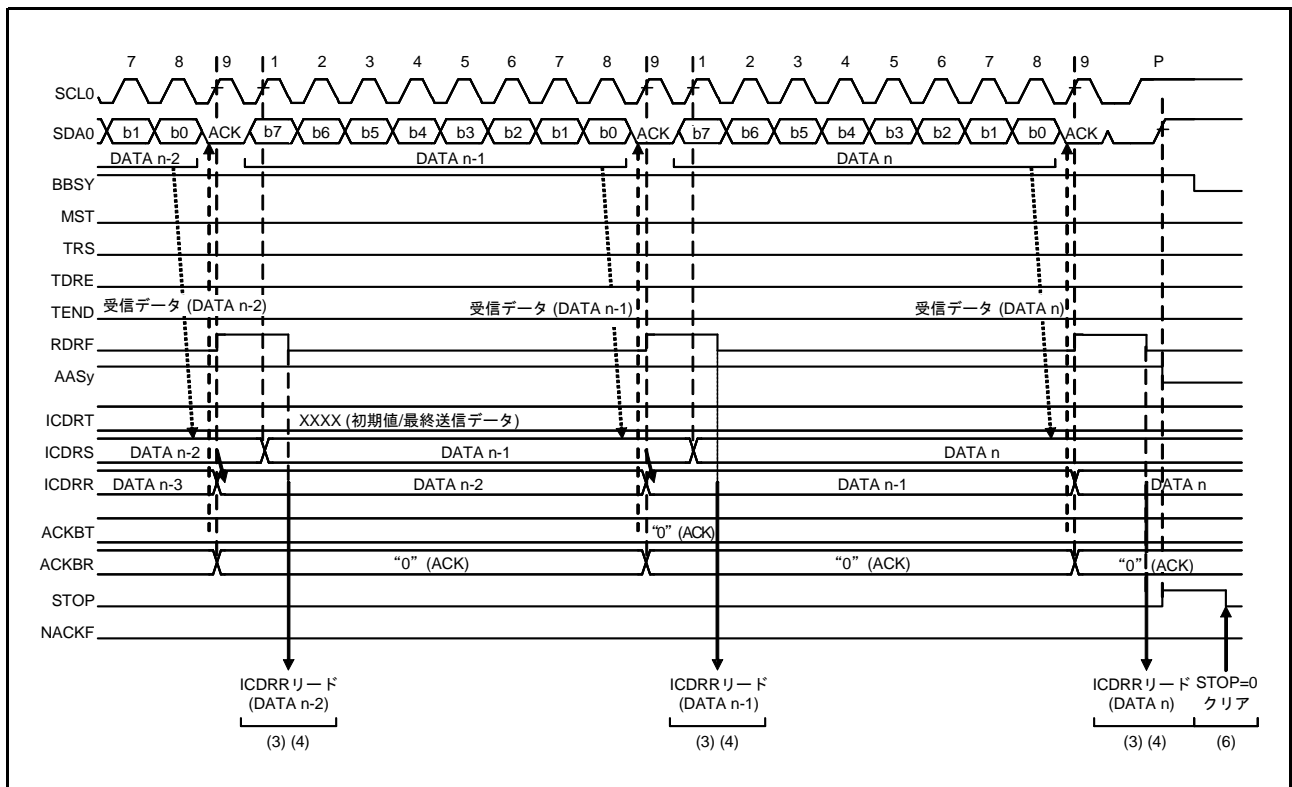 7 8 9 1 2 3 4 5 6 7 8 9 1 2 3 4 5 6 7 8 9 P
SCL0
SDA0 b1 b0 ACK b7 b6 b5 b4 b3 b2 b1 b0 ACK b7 b6 b5 b4 b3 b2 b1 b0 ACK
DATA n-2 DATA n-1 DATA n
BBSY
MST
TRS
TDRE
TEND 受信データ (DATA n-2) 受信データ (DATA n-1) 受信データ (DATA n)
RDRF
AASy
ICDRT XXXX (初期値/最終送信データ)
ICDRS DATA n-2 DATA n-1 DATA n
ICDRR DATA n-3 DATA n-2 DATA n-1 DATA n
ACKBT “0” (ACK)
ACKBR “0” (ACK) “0” (ACK) “0” (ACK)
STOP
NACKF
ICDRRリード ICDRRリード ICDRRリード STOP=0
(DATA n-2) (DATA n-1) (DATA n) クリア
(3) (4) (3) (4) (3) (4) (6)